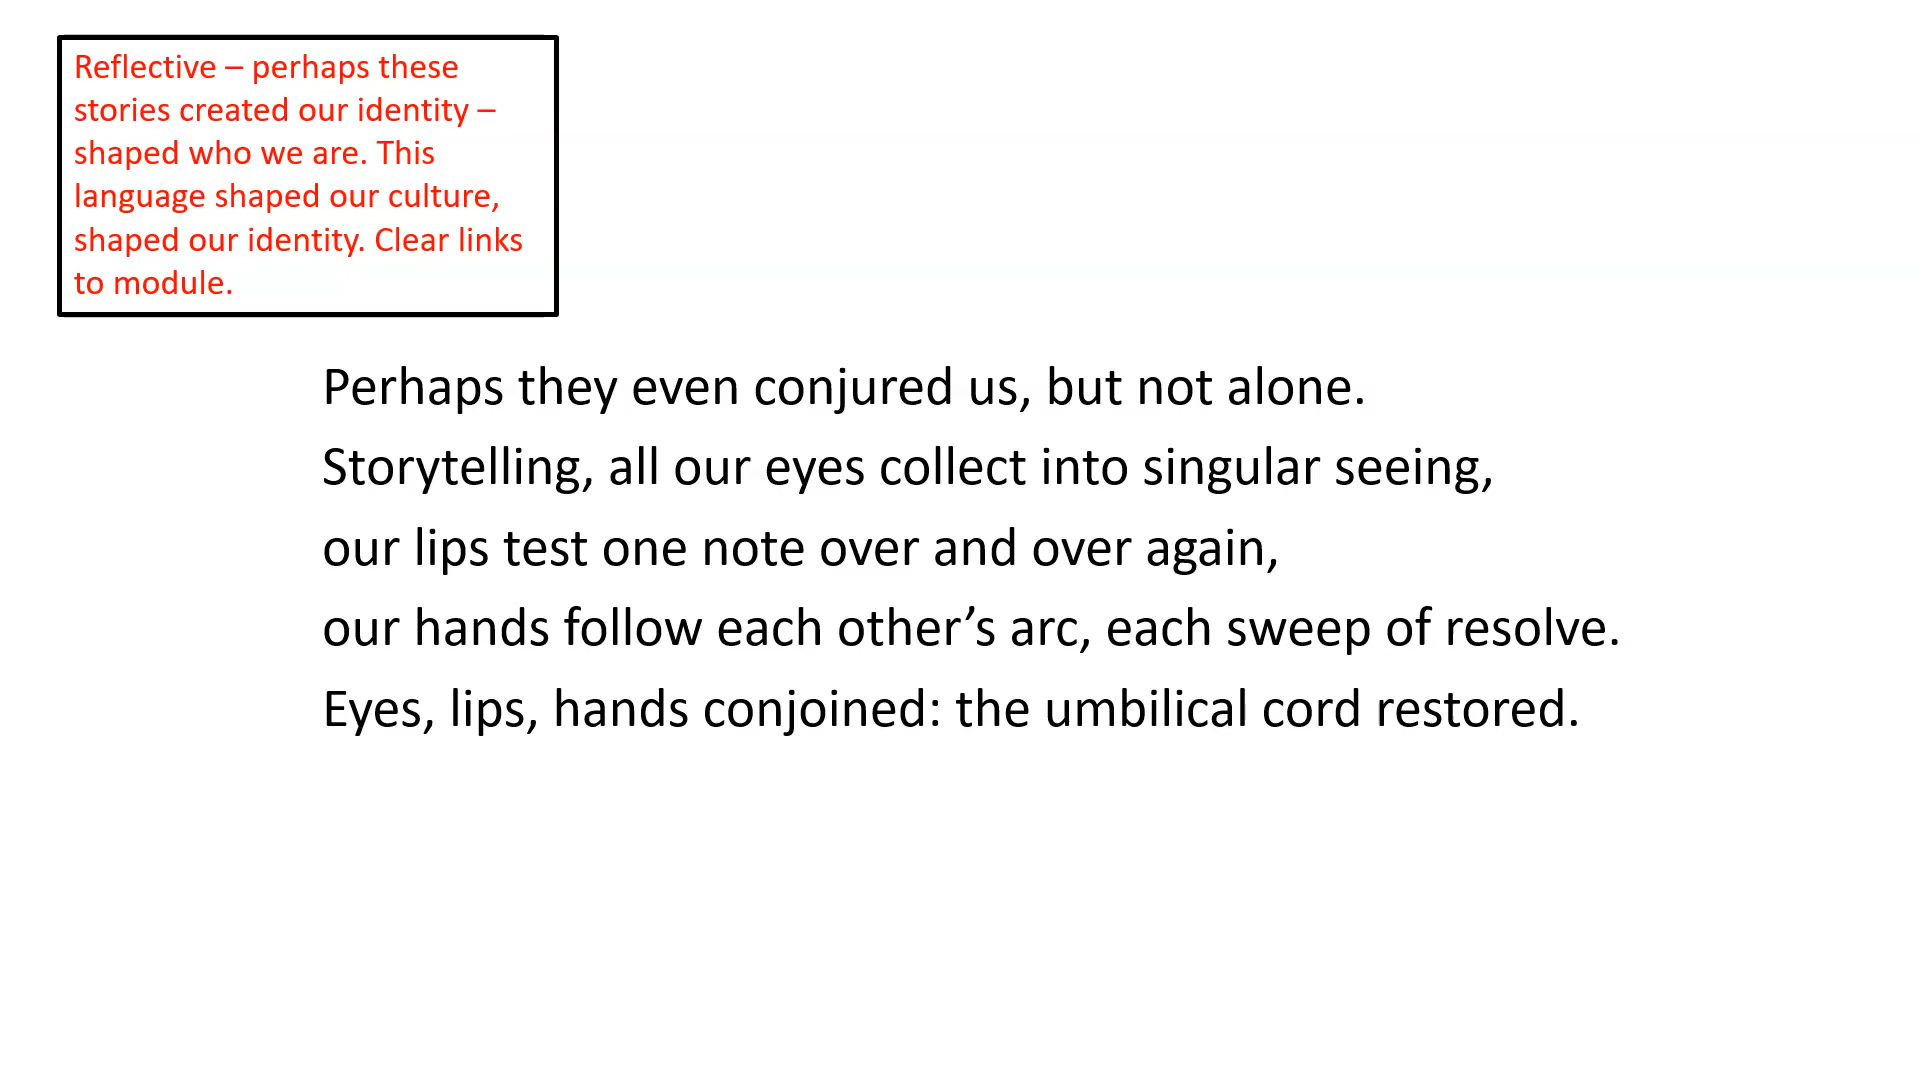 Reflective – perhaps these
stories created our identity –
shaped who we are. This
language shaped our culture,
shaped our identity. Clear links
to module.
Perhaps they even conjured us, but not alone.
Storytelling, all our eyes collect into singular seeing,
our lips test one note over and over again,
our hands follow each other’s arc, each sweep of resolve.
Eyes, lips, hands conjoined: the umbilical cord restored.